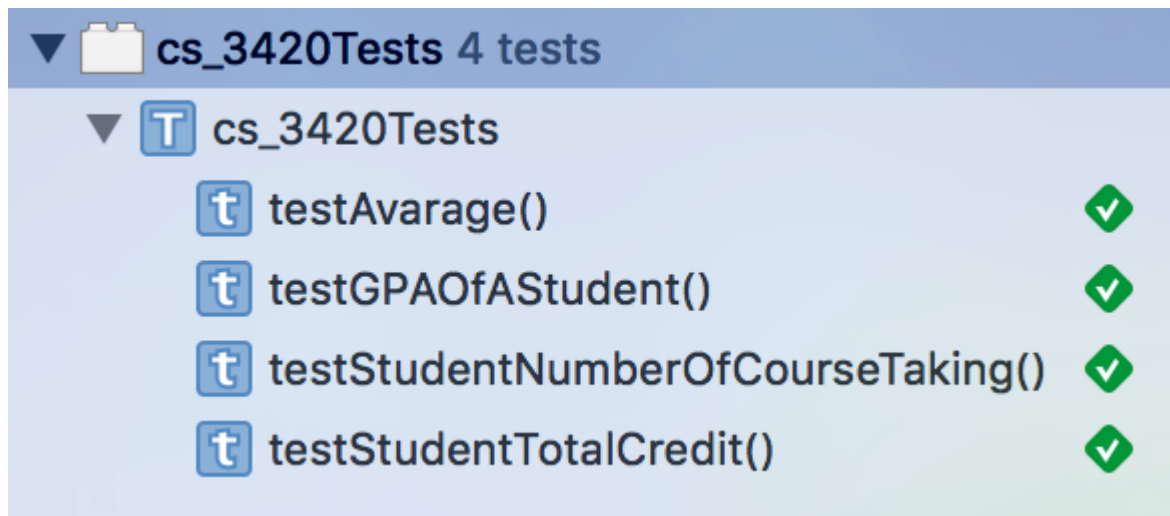 cs_3420Tests 4 tests
T cs_3420Tests
t testAvarage()
t testGPAOfAStudent()
t testStudentNumberOfCourseTaking()
t testStudentTotalCredit()